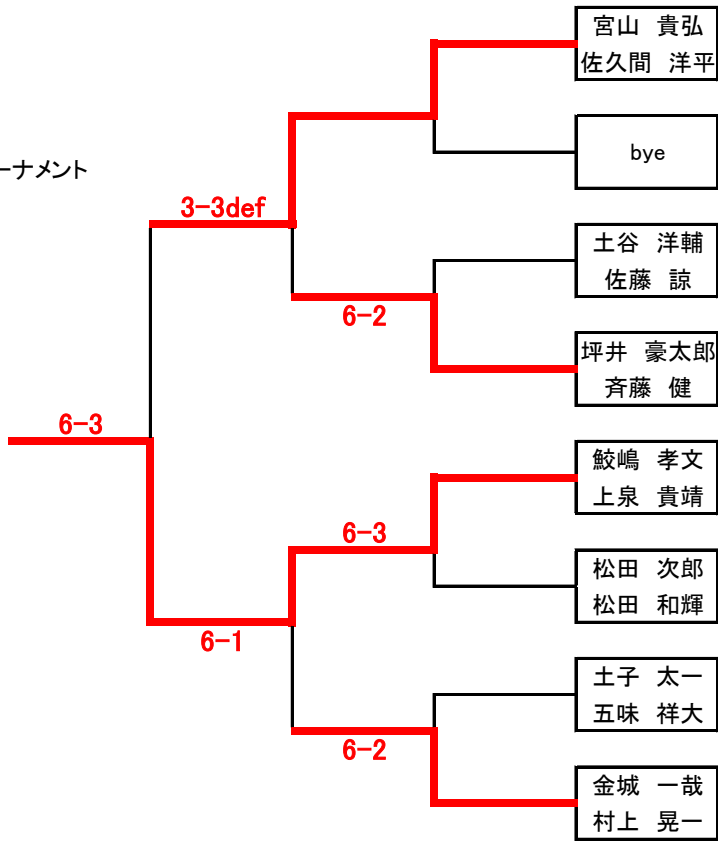 宮山 貴弘
佐久間 洋平
bye
ーナメント
3-3def
土谷 洋輔
佐藤 諒
6-2
坪井 豪太郎
斉藤 健
6-3
鮫嶋 孝文
上泉 貴靖
6-3
松田 次郎
松田 和輝
6-1
土子 太一
五味 祥大
6-2
金城 一哉
村上 晃一